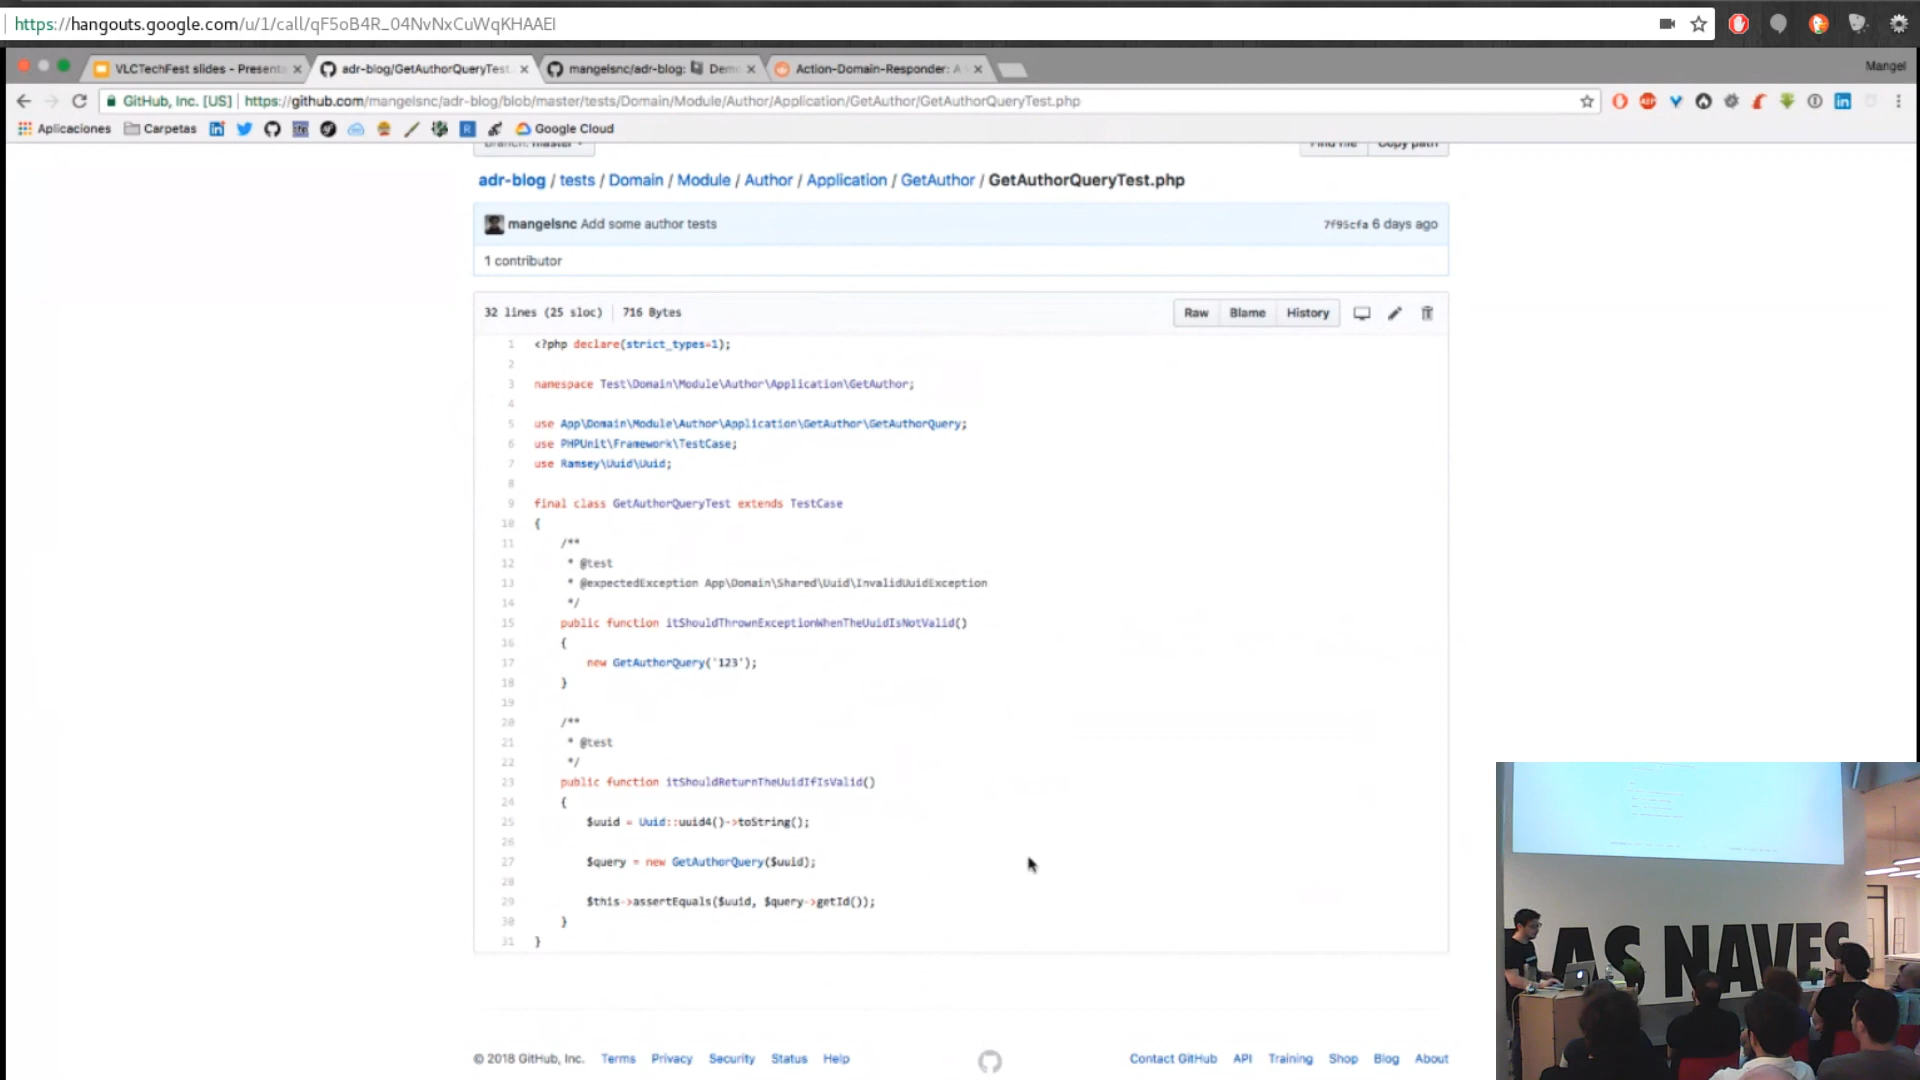 https://hangouts.google.com/u/1/call/qF5oB4R_04NvNxCuWqKHAAEI
VLCTechFest slides - Presenta
adr-blog/GetAuthorQueryTest.
mangelsnc/adr-blog: Demo
Action-Domain-Responder: A
Mangel
GitHub, Inc. [US] https://github.com/mangelsnc/adr-blog/blob/master/tests/Domain/Module/Author/Application/GetAuthor/GetAuthorQueryTest.php
Aplicaciones Carpetas Google Cloud
Branch: master Find file Copy path
adr-blog / tests / Domain / Module / Author / Application / GetAuthor / GetAuthorQueryTest.php
mangelsnc Add some author tests 7f95cfa 6 days ago
1 contributor
32 lines (25 sloc) 716 Bytes Raw Blame History
1 <?php declare(strict_types=1);
2
3 namespace Test\Domain\Module\Author\Application\GetAuthor;
4
5 use App\Domain\Module\Author\Application\GetAuthor\GetAuthorQuery;
6 use PHPUnit\Framework\TestCase;
7 use Ramsey\Uuid\Uuid;
8
9 final class GetAuthorQueryTest extends TestCase
10 {
11 /**
12 * @test
13 * @expectedException App\Domain\Shared\Uuid\InvalidUuidException
14 */
15 public function itShouldThrownExceptionWhenTheUuidIsNotValid()
16 {
17 new GetAuthorQuery('123');
18 }
19
20 /**
21 * @test
22 */
23 public function itShouldReturnTheUuidIfIsValid()
24 {
25 $uuid = Uuid::uuid4()->toString();
26
27 $query = new GetAuthorQuery($uuid);
28
29 $this->assertEquals($uuid, $query->getId());
30 }
31 }
© 2018 GitHub, Inc. Terms Privacy Security Status Help Contact GitHub API Training Shop Blog About
AS NAVES